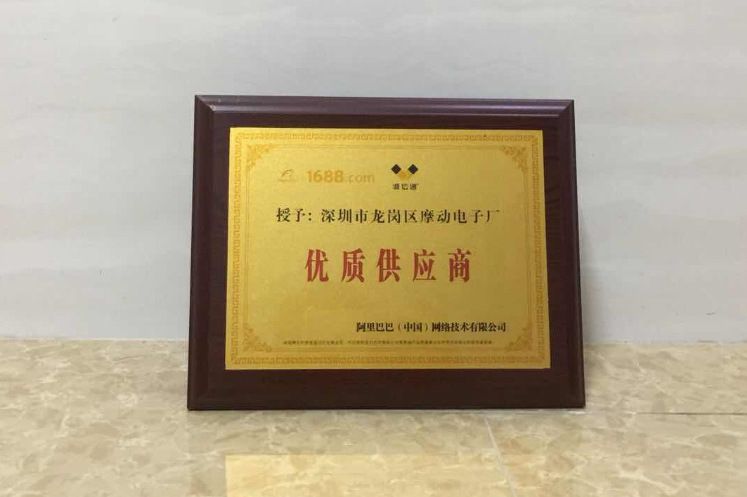 1688.com
诚信通
授予：深圳市龙岗区摩动电子厂
优质供应商
阿里巴巴（中国）网络技术有限公司